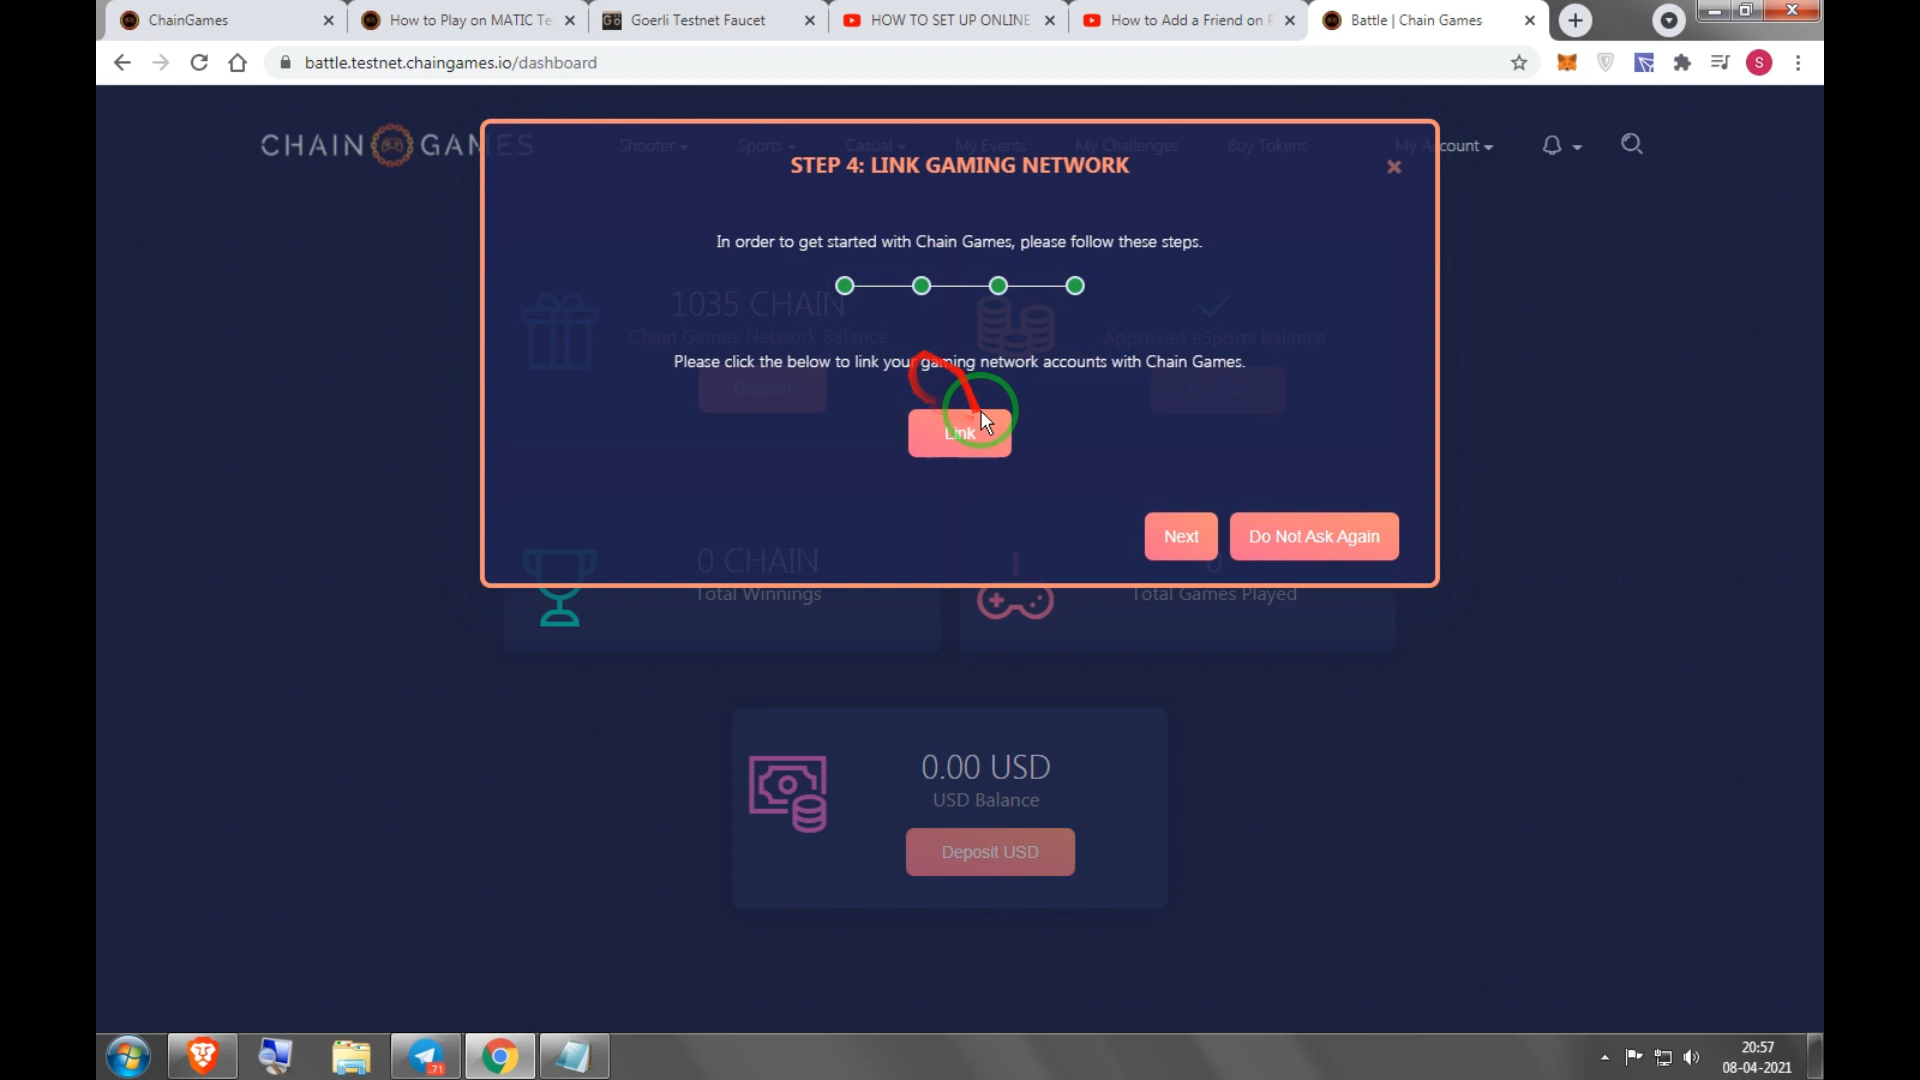 ChainGames
How to Play on MATIC Te
Goerli Testnet Faucet
HOW TO SET UP ONLINE
How to Add a Friend on P
Battle | Chain Games
battle.testnet.chaingames.io/dashboard
S
CHAIN GAMES
Shooter
Sports
Casual
My Events
My Challenges
Buy Tokens
My Account
STEP 4: LINK GAMING NETWORK
In order to get started with Chain Games, please follow these steps.
1035 CHAIN
Chain Games Network Balance
Approved eSports Balance
Please click the below to link your gaming network accounts with Chain Games.
Deposit
Link
Next
Do Not Ask Again
0 CHAIN
0
Total Winnings
Total Games Played
0.00 USD
USD Balance
Deposit USD
71
20:57
08-04-2021